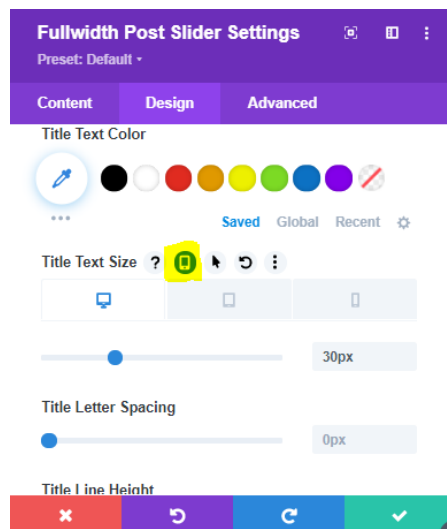 Fullwidth Post Slider Settings
Preset: Default
Content Design Advanced
Title Text Color
Saved Global Recent
Title Text Size ?
30px
Title Letter Spacing
0px
Title Line Height